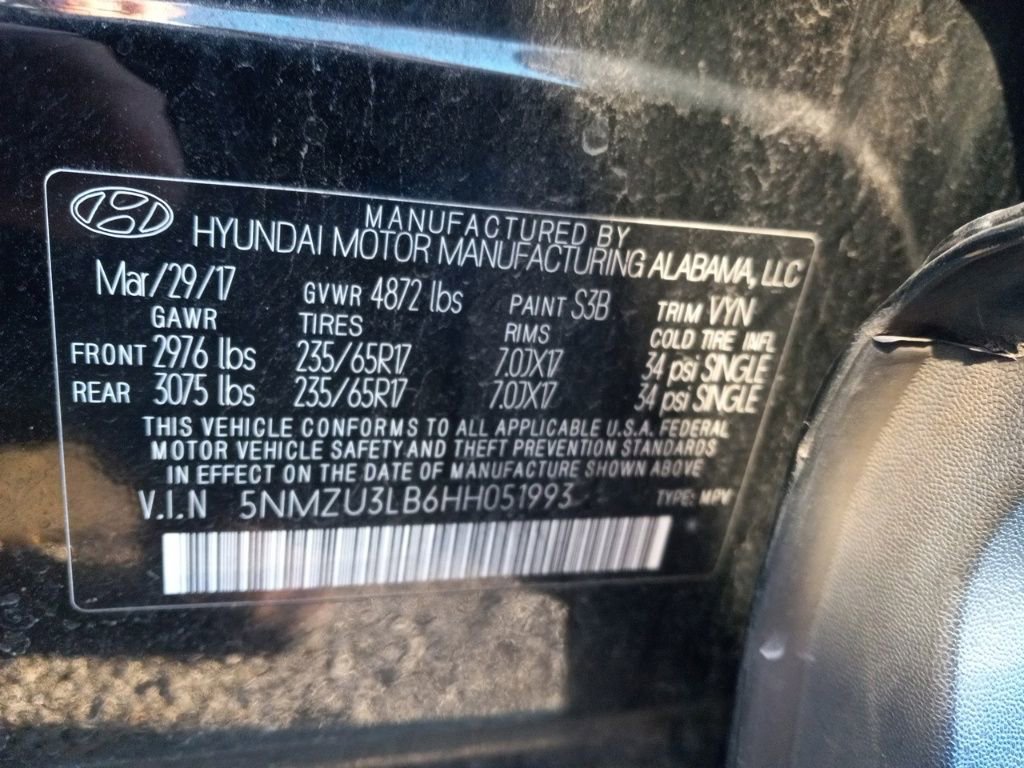 MANUFACTURED BY
HYUNDAI MOTOR MANUFACTURING ALABAMA, LLC
Mar/29/17 GVWR 4872 lbs PAINT S3B TRIM VYN
GAWR TIRES RIMS COLD TIRE INFL
FRONT 2976 lbs 235/65R17 7.0JX17 34 psi SINGLE
REAR 3075 lbs 235/65R17 7.0JX17 34 psi SINGLE
THIS VEHICLE CONFORMS TO ALL APPLICABLE U.S.A. FEDERAL
MOTOR VEHICLE SAFETY AND THEFT PREVENTION STANDARDS
IN EFFECT ON THE DATE OF MANUFACTURE SHOWN ABOVE
V.I.N 5NMZU3LB6HH051993 TYPE: MPV